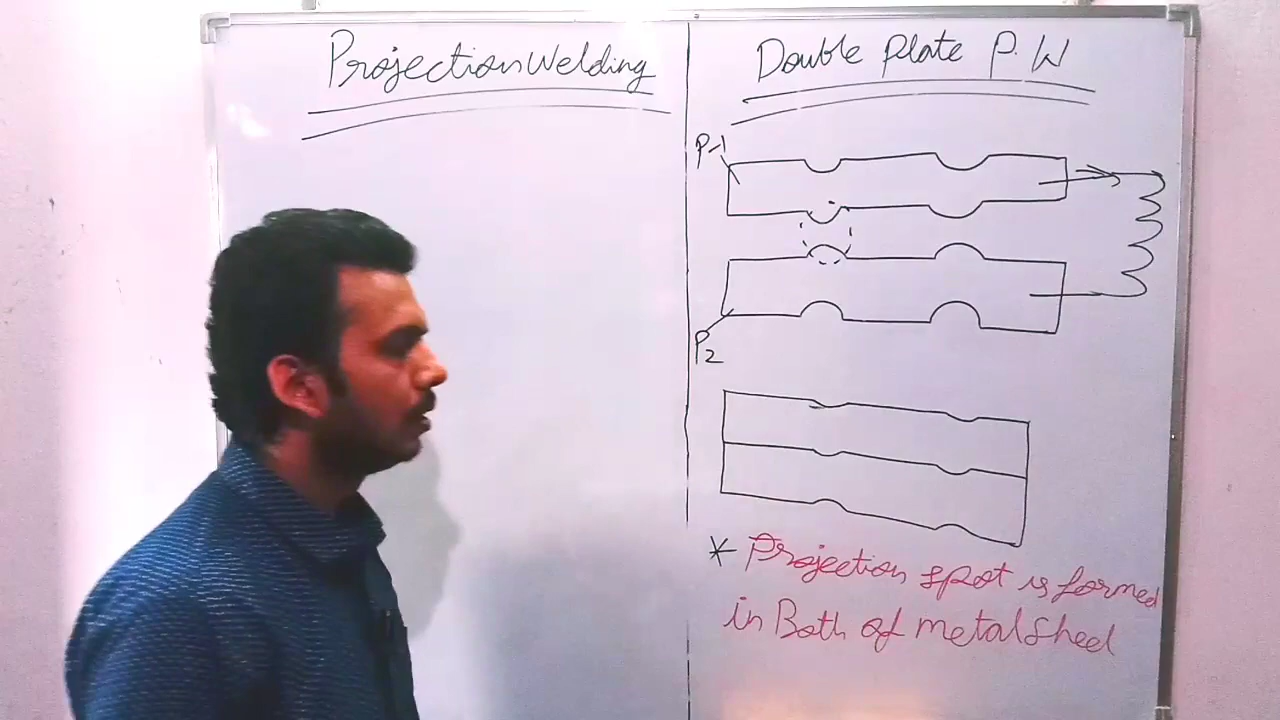 Projection Welding
Double Plate P. W
P-1
P2
* Projection spot is formed
in Both of metal Sheet